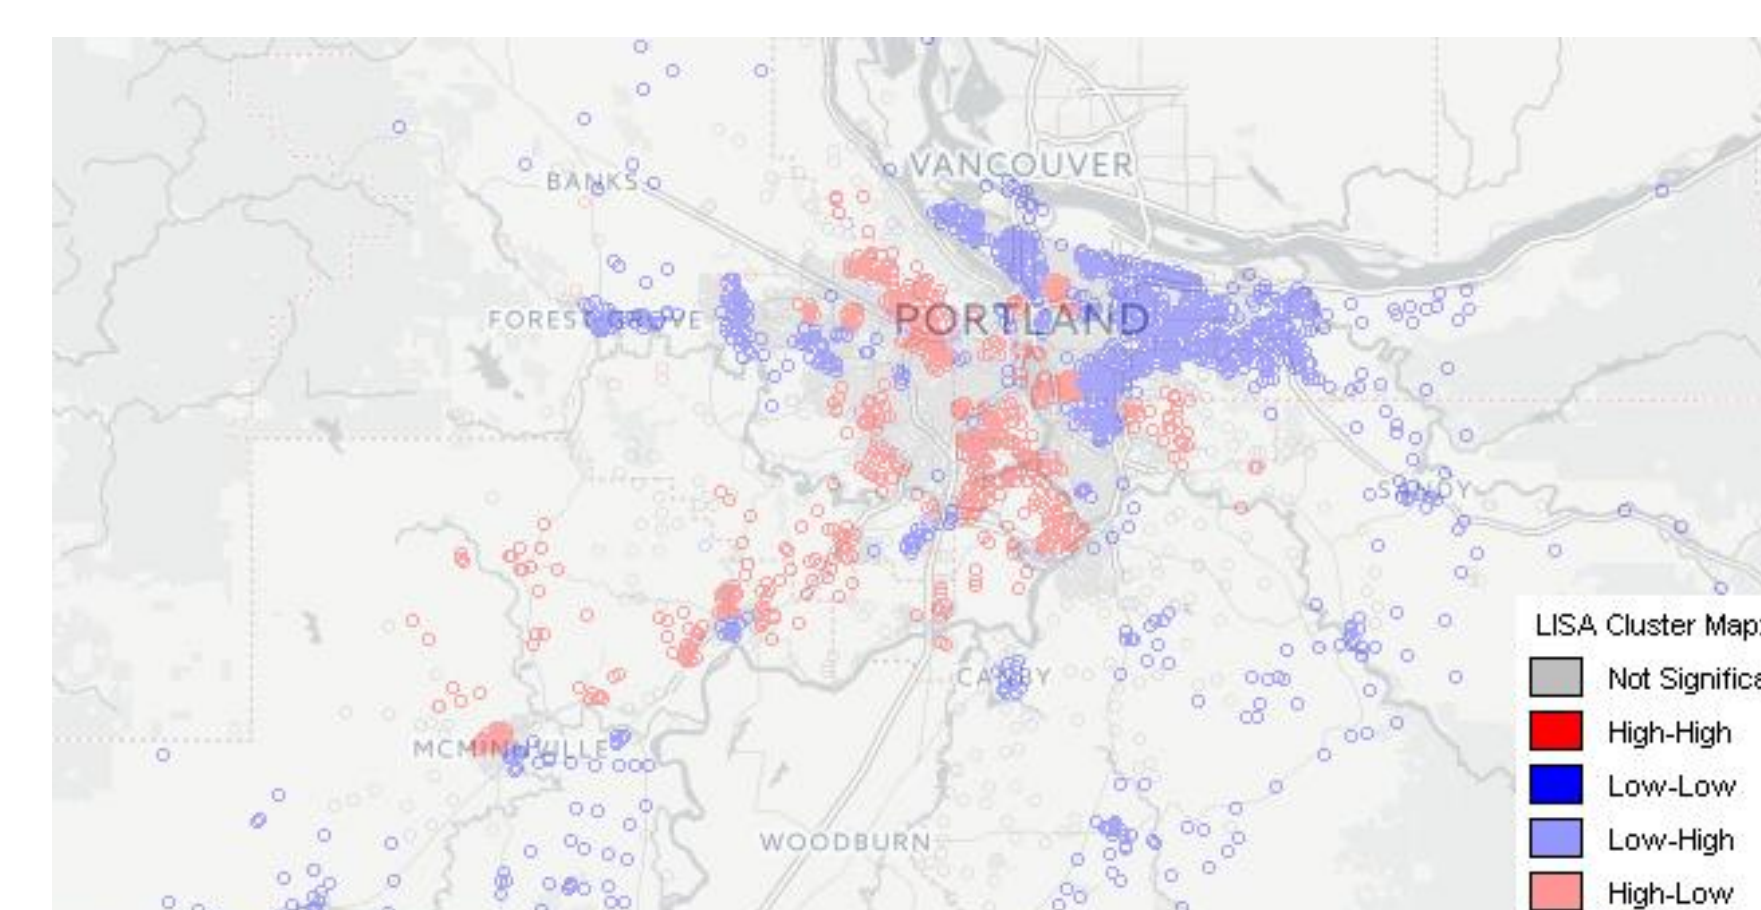 VANCOUVER
BANKS
PORTLAND
FOREST GROVE
SANDY
CANBY
MCMINNVILLE
WOODBURN
LISA Cluster Map:
Not Significa
High-High
Low-Low
Low-High
High-Low